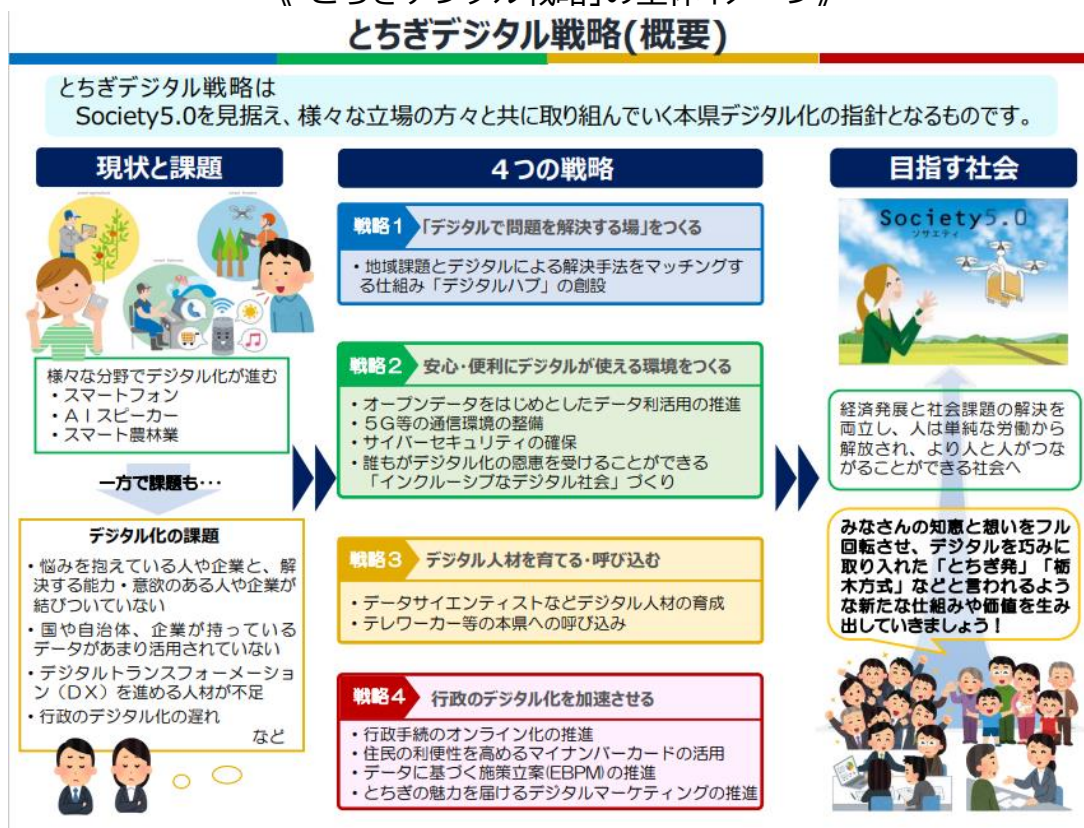 とちぎデジタル戦略(概要)
とちぎデジタル戦略は
Society5.0を見据え、様々な立場の方々と共に取り組んでいく本県デジタル化の指針となるものです。
現状と課題
様々な分野でデジタル化が進む
・スマートフォン
・ＡＩスピーカー
・スマート農林業
一方で課題も・・・
デジタル化の課題
・悩みを抱えている人や企業と、解
決する能力・意欲のある人や企業が
結びついていない
・国や自治体、企業が持っている
データがあまり活用されていない
・デジタルトランスフォーメーショ
ン（ＤＸ）を進める人材が不足
・行政のデジタル化の遅れ
など
４つの戦略
戦略１ 「デジタルで問題を解決する場」をつくる
・地域課題とデジタルによる解決手法をマッチングす
る仕組み「デジタルハブ」の創設
戦略２ 安心・便利にデジタルが使える環境をつくる
・オープンデータをはじめとしたデータ利活用の推進
・５Ｇ等の通信環境の整備
・サイバーセキュリティの確保
・誰もがデジタル化の恩恵を受けることができる
「インクルーシブなデジタル社会」づくり
戦略３ デジタル人材を育てる・呼び込む
・データサイエンティストなどデジタル人材の育成
・テレワーカー等の本県への呼び込み
戦略４ 行政のデジタル化を加速させる
・行政手続のオンライン化の推進
・住民の利便性を高めるマイナンバーカードの活用
・データに基づく施策立案(EBPM)の推進
・とちぎの魅力を届けるデジタルマーケティングの推進
目指す社会
Society5.0
ソサエティ
経済発展と社会課題の解決を
両立し、人は単純な労働から
解放され、より人と人がつな
がることができる社会へ
みなさんの知恵と想いをフル
回転させ、デジタルを巧みに
取り入れた「とちぎ発」「栃
木方式」などと言われるよう
な新たな仕組みや価値を生み
出していきましょう！